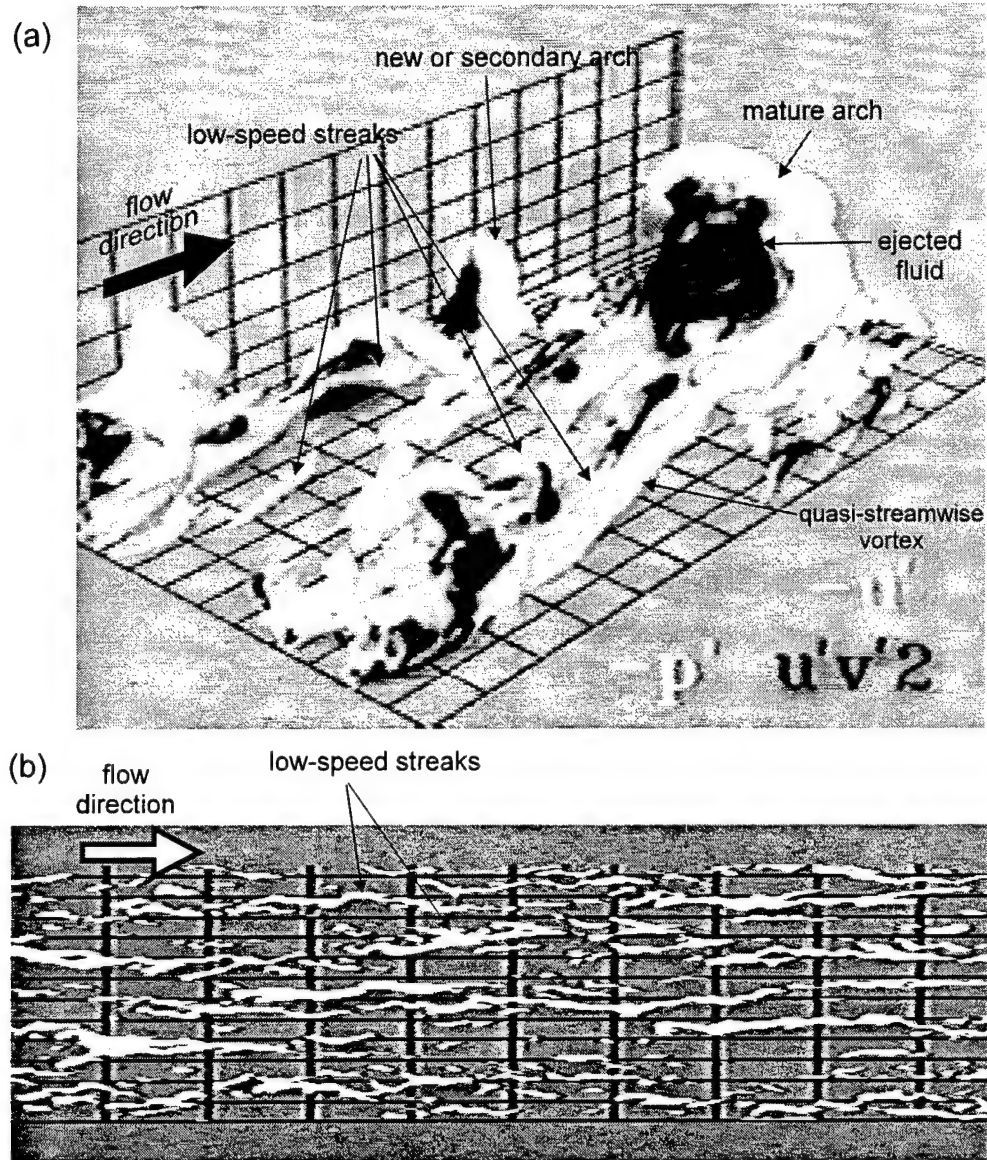 (a)
new or secondary arch
mature arch
low-speed streaks
flow
direction
ejected
fluid
quasi-streamwise
vortex
-u'
-p' u'v'2
(b)
flow
direction
low-speed streaks